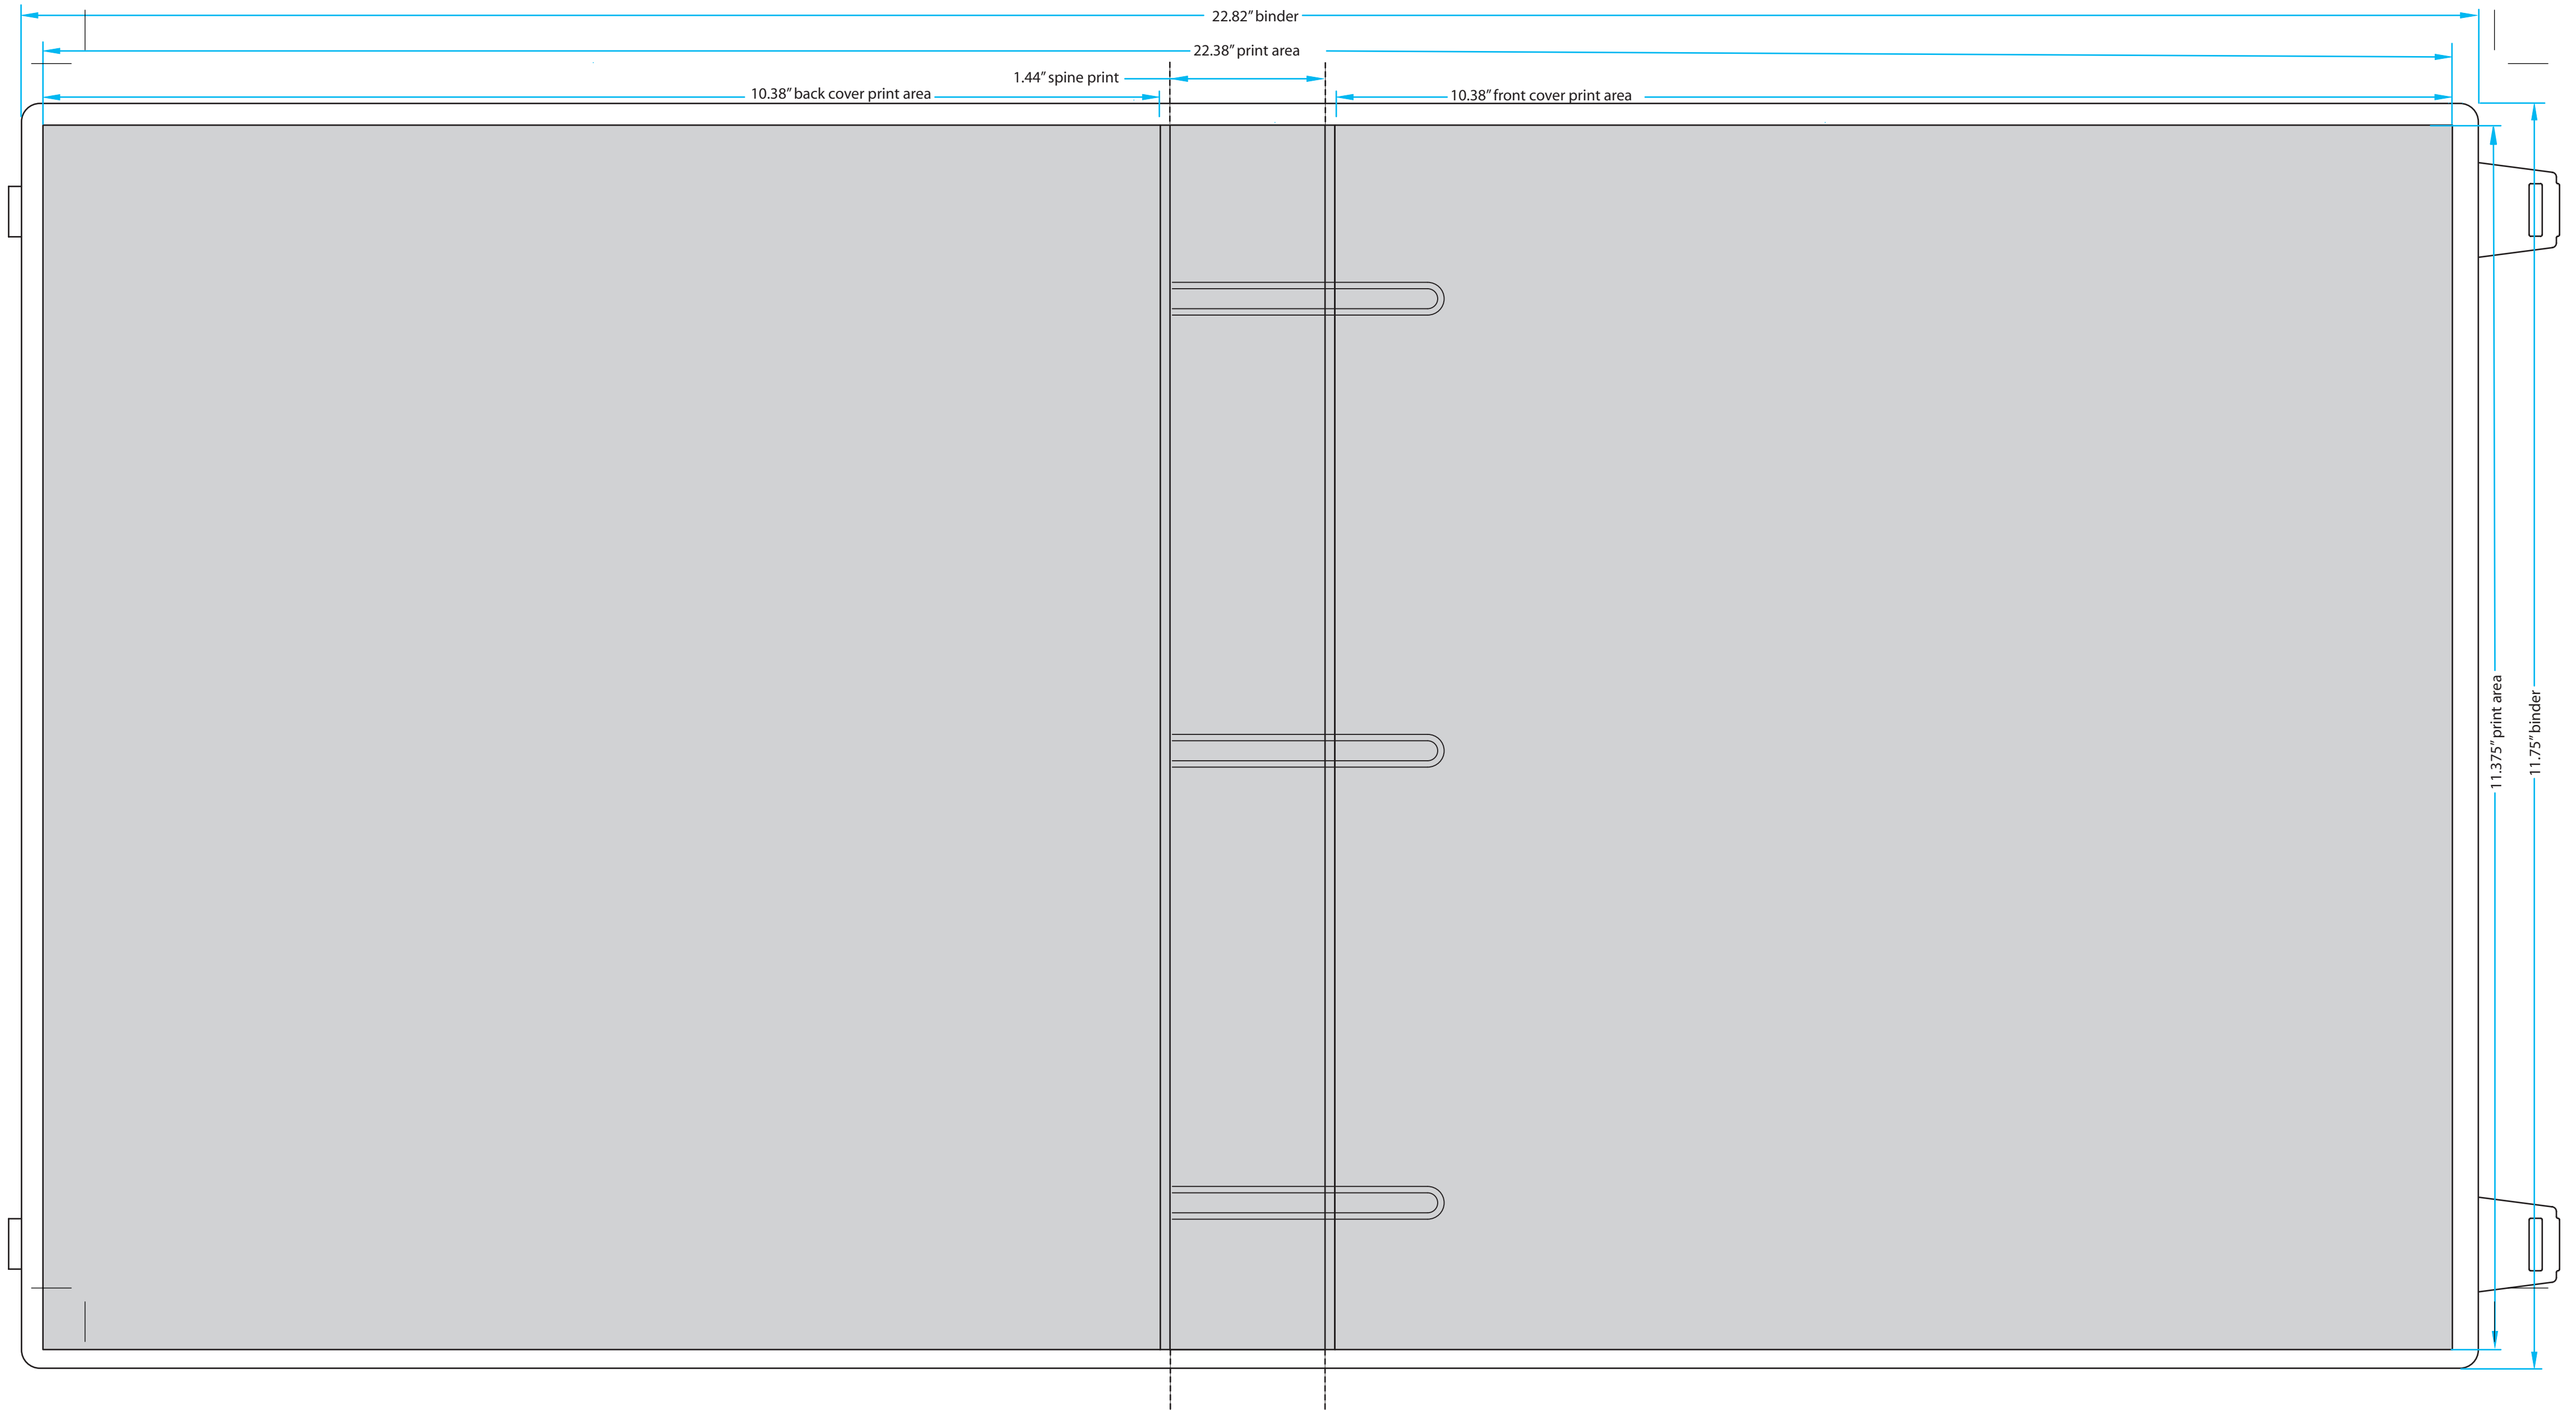 22.82” binder
22.38” print area
1.44” spine print
10.38” back cover print area
10.38” front cover print area
11.375” print area
11.75” binder